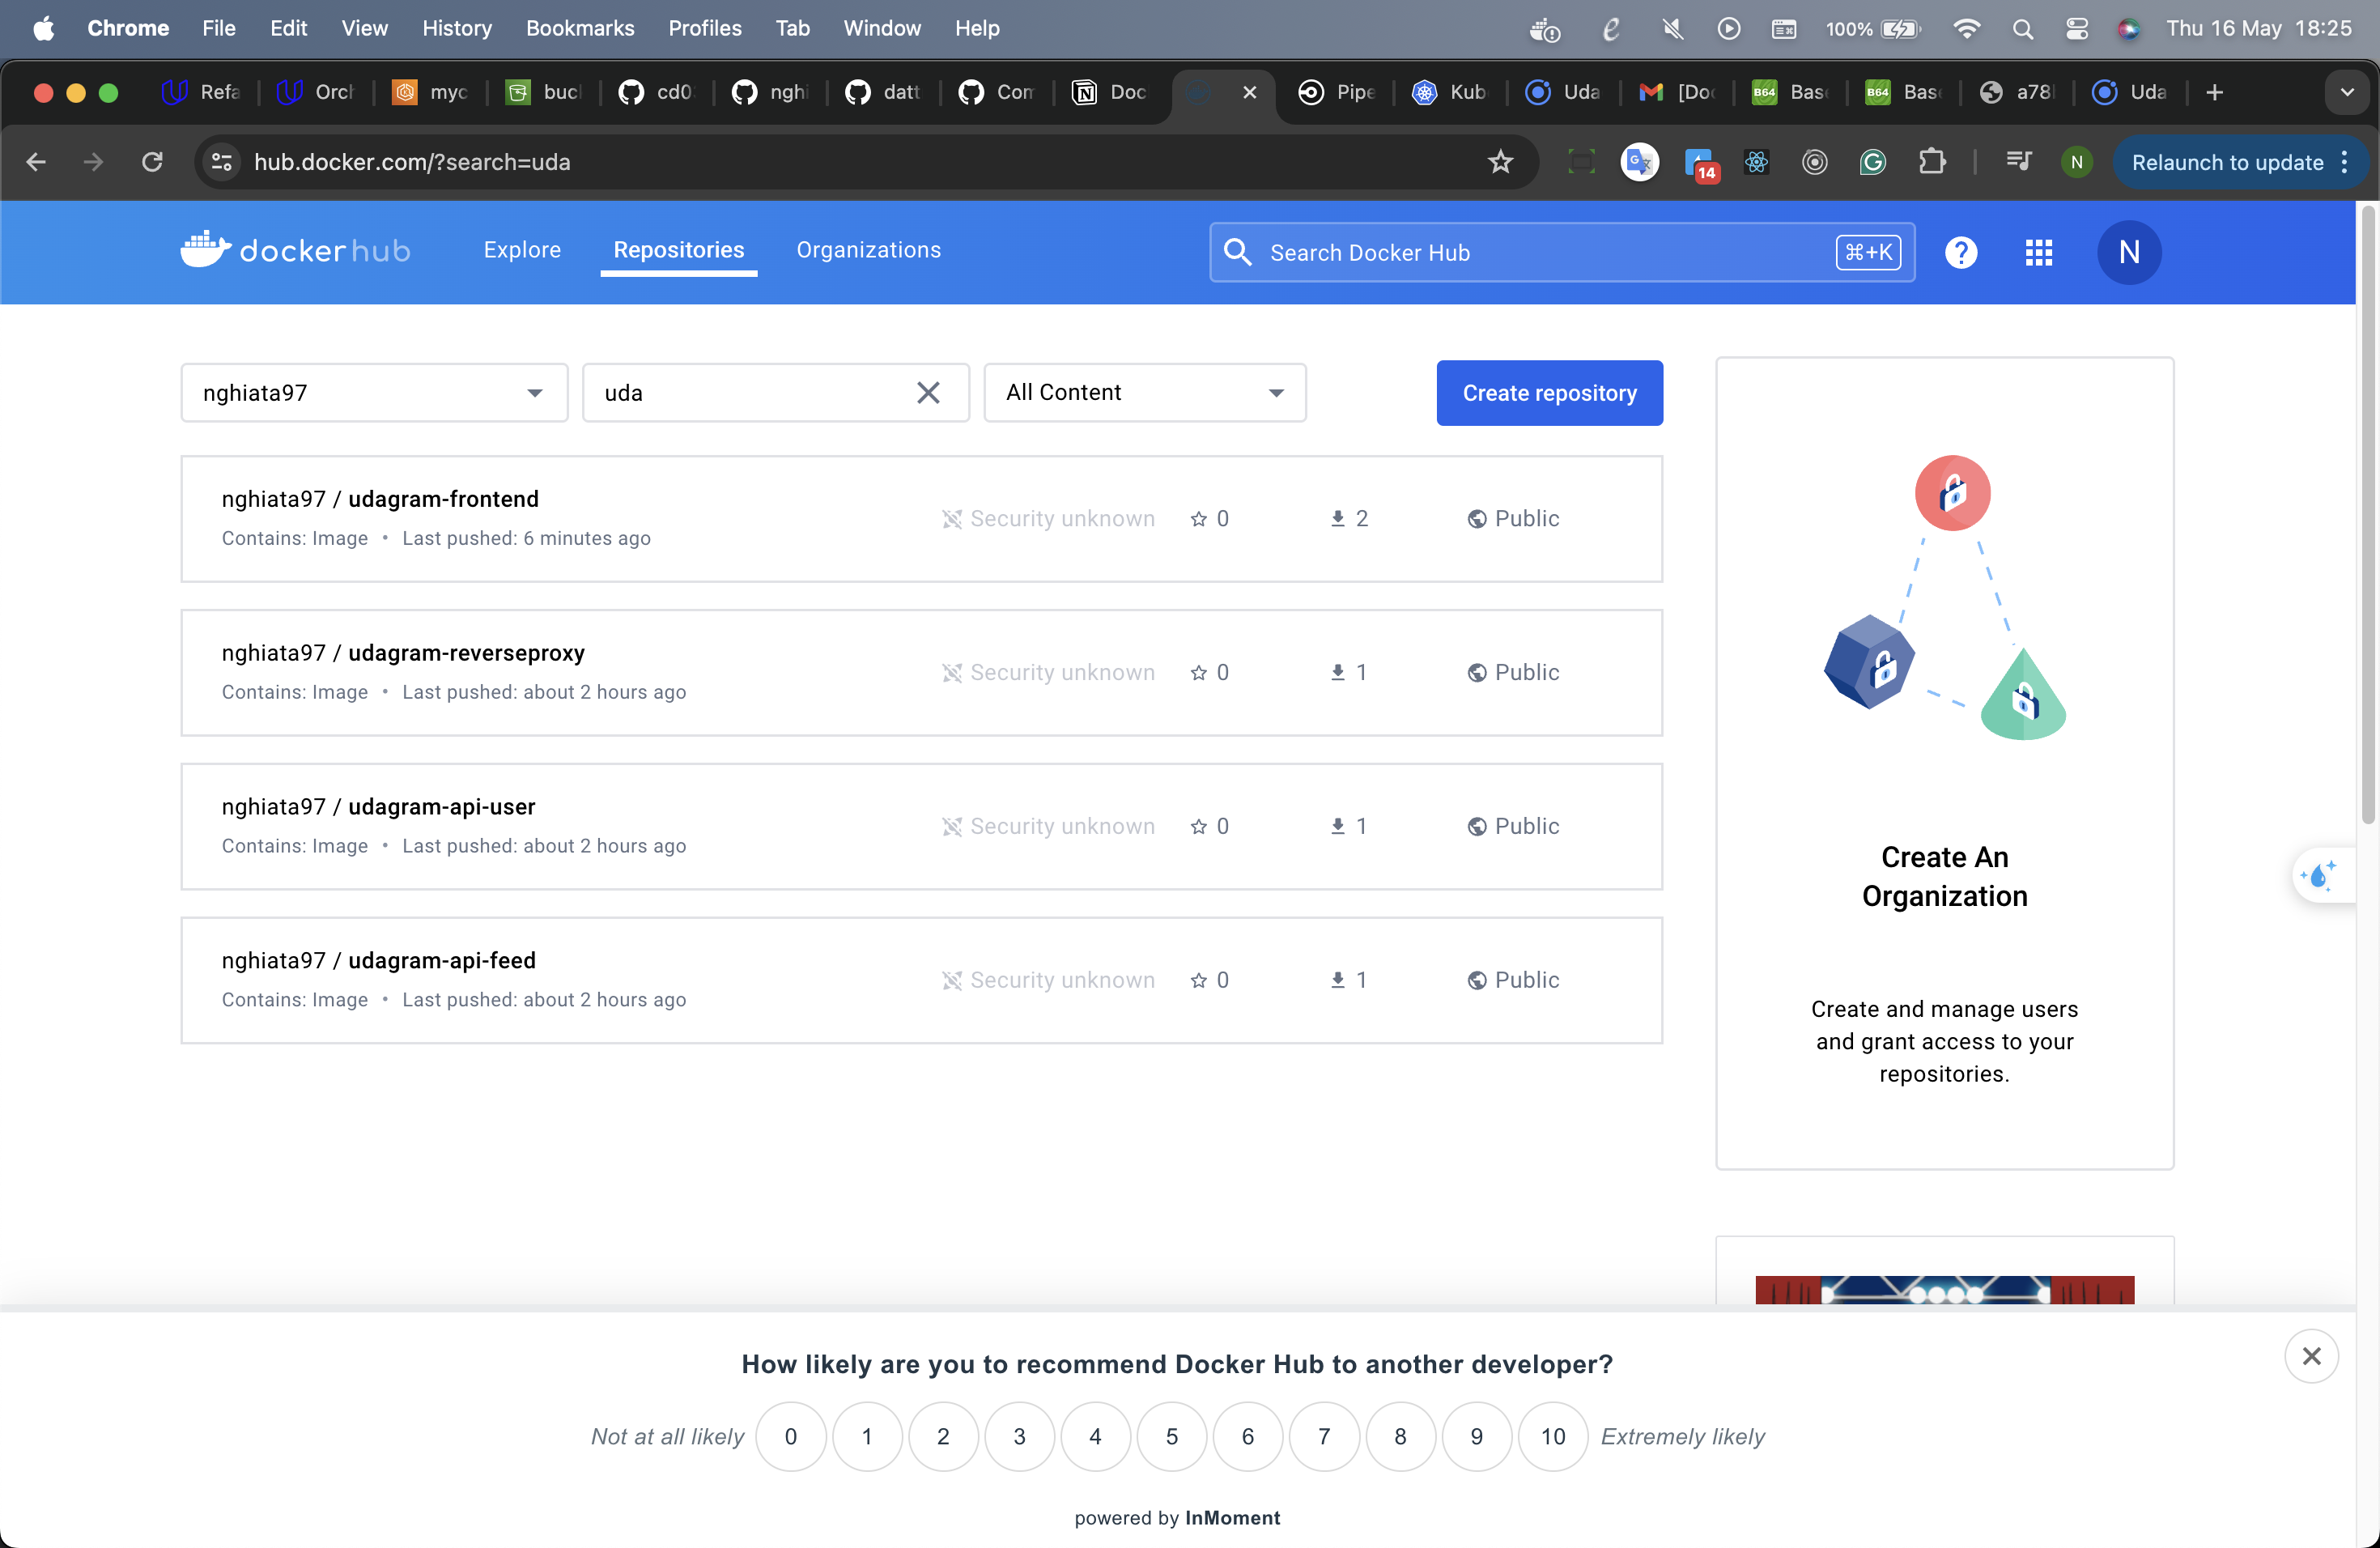 Chrome File Edit View History Bookmarks Profiles Tab Window Help 100% Thu 16 May 18:25
Refa Orch myc buc cd0 nghi datt Com Doc Pipe Kub Uda [Doc B64 Bas B64 Bas a78 Uda
hub.docker.com/?search=uda 14 N Relaunch to update
dockerhub Explore Repositories Organizations Search Docker Hub ⌘+K ? N
nghiata97 uda All Content Create repository
nghiata97 / udagram-frontend
Contains: Image • Last pushed: 6 minutes ago
Security unknown 0 2 Public
nghiata97 / udagram-reverseproxy
Contains: Image • Last pushed: about 2 hours ago
Security unknown 0 1 Public
nghiata97 / udagram-api-user
Contains: Image • Last pushed: about 2 hours ago
Security unknown 0 1 Public
nghiata97 / udagram-api-feed
Contains: Image • Last pushed: about 2 hours ago
Security unknown 0 1 Public
Create An
Organization
Create and manage users
and grant access to your
repositories.
How likely are you to recommend Docker Hub to another developer?
Not at all likely 0 1 2 3 4 5 6 7 8 9 10 Extremely likely
powered by InMoment